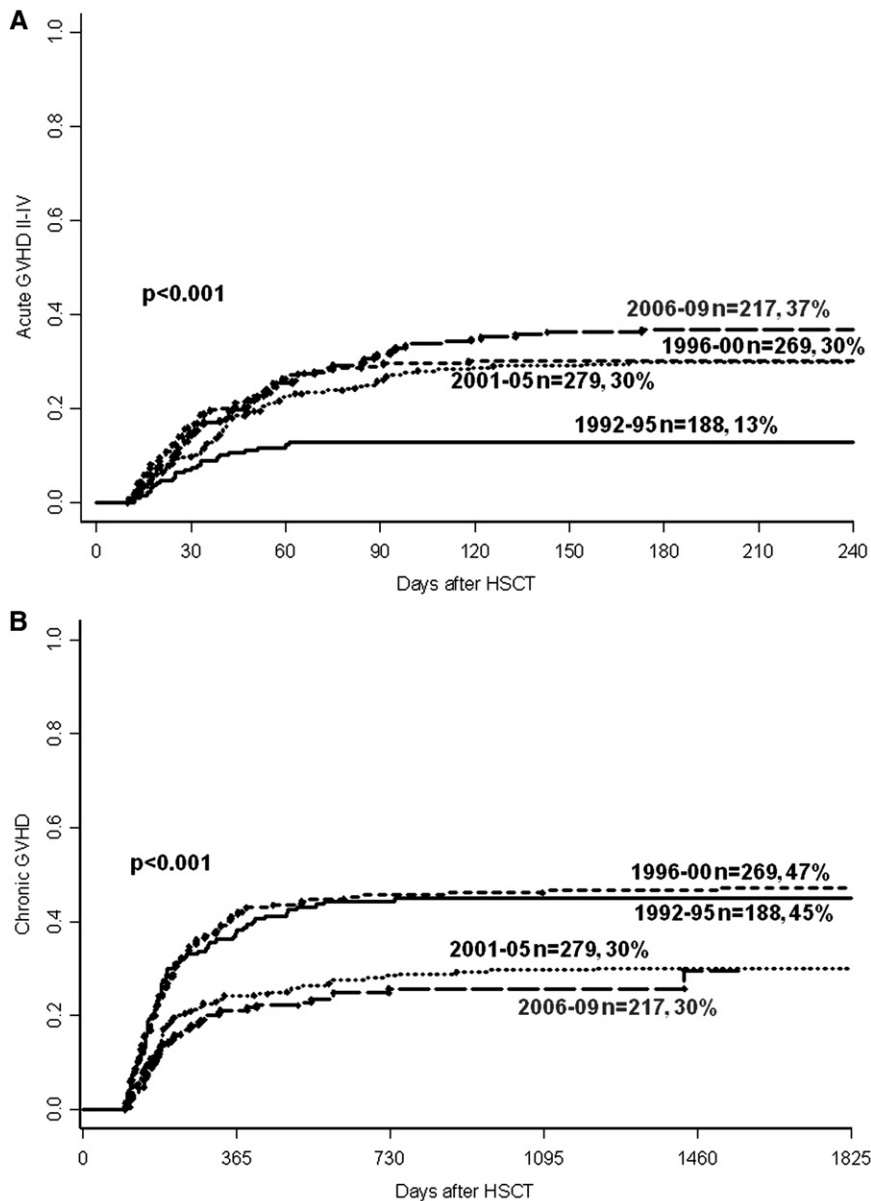 A
Acute GVHD II-IV
1.0
0.8
0.6
0.4
0.2
0.0
p<0.001
2006-09 n=217, 37%
1996-00 n=269, 30%
2001-05 n=279, 30%
1992-95 n=188, 13%
0 30 60 90 120 150 180 210 240
Days after HSCT
B
Chronic GVHD
1.0
0.8
0.6
0.4
0.2
0.0
p<0.001
1996-00 n=269, 47%
1992-95 n=188, 45%
2001-05 n=279, 30%
2006-09 n=217, 30%
0 365 730 1095 1460 1825
Days after HSCT